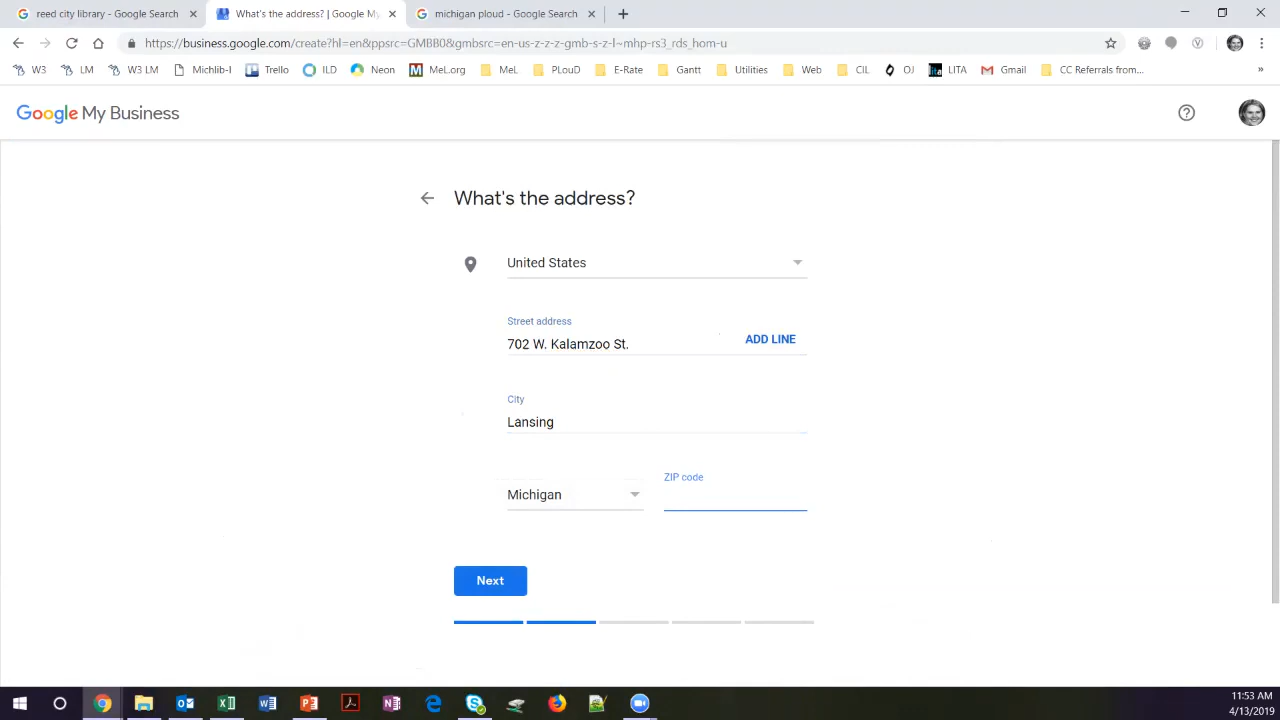 reed city library - Google Search
What's the address? | Google My
michigan ploud - Google Search
https://business.google.com/create?hl=en&ppsrc=GMBB0&gmbsrc=en-us-z-z-z-gmb-s-z-l~mhp-rs3_rds_hom-u
W3 LM W3 LM Michlib-l Trello ILD Neon MeL.org MeL PLouD E-Rate Gantt Utilities Web CIL OJ LITA Gmail CC Referrals from... »
Google My Business
What's the address?
United States
Street address
702 W. Kalamzoo St.
ADD LINE
City
Lansing
ZIP code
Michigan
Next
11:53 AM
4/13/2019